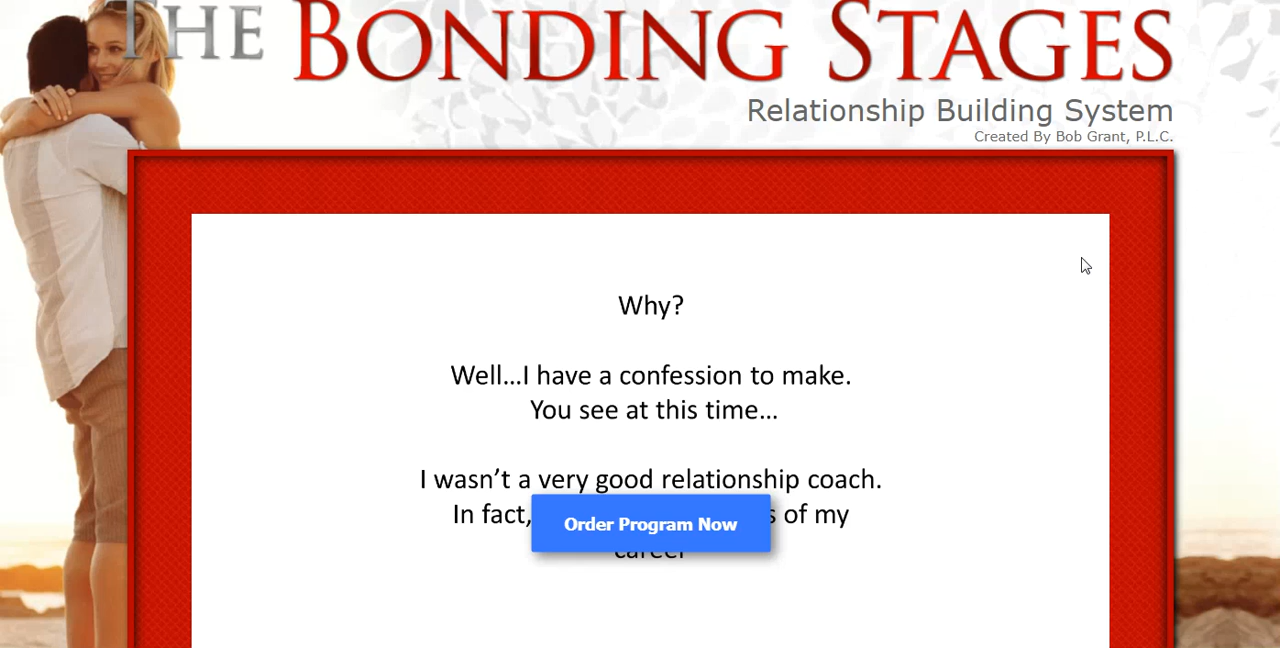 THE BONDING STAGES
Relationship Building System
Created By Bob Grant, P.L.C.
Why?
Well...I have a confession to make.
You see at this time...
I wasn't a very good relationship coach.
In fact, of my
Order Program Now
career